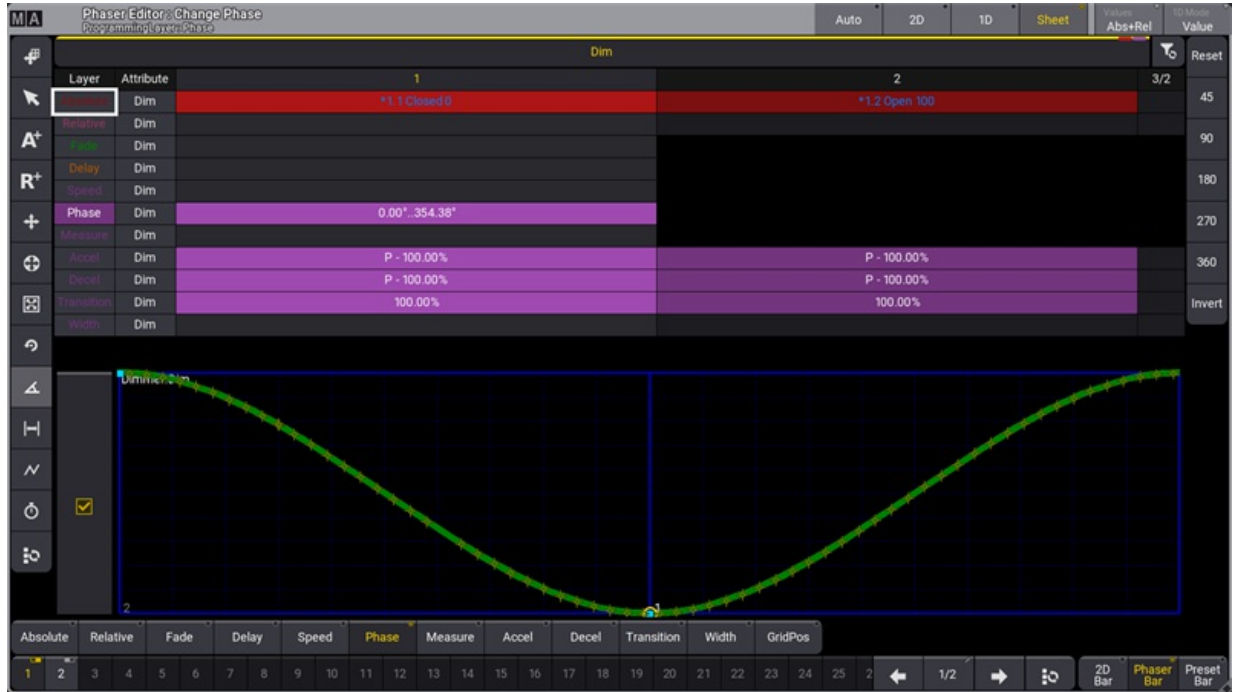 MA Phaser Editor: Change Phase Auto 2D 1D Sheet Values 1D Mode
ProgrammingLayer: Phase Abs+Rel Value
Dim Reset
Layer Attribute 1 2 3/2
Absolute Dim *1.1 Closed 0 *1.2 Open 100 45
Relative Dim
Fade Dim 90
Delay Dim
Speed Dim 180
Phase Dim 0.00°..354.38°
Measure Dim 270
Accel Dim P - 100.00% P - 100.00% 360
Decel Dim P - 100.00% P - 100.00%
Transition Dim 100.00% 100.00% Invert
Width Dim
A+
R+
Dimmer.Dim
2 1
Absolute Relative Fade Delay Speed Phase Measure Accel Decel Transition Width GridPos
1 2 3 4 5 6 7 8 9 10 11 12 13 14 15 16 17 18 19 20 21 22 23 24 25 2 1/2 2D Bar Phaser Bar Preset Bar